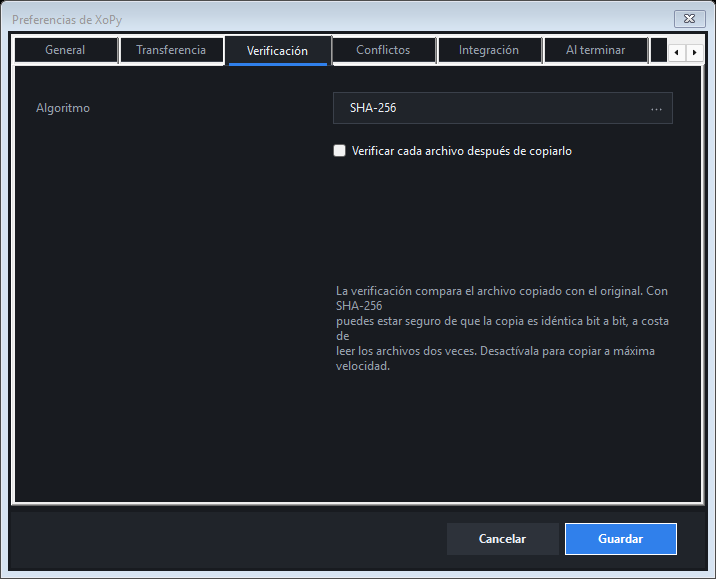 Preferencias de XoPy
General
Transferencia
Verificación
Conflictos
Integración
Al terminar
Algoritmo
SHA-256
...
Verificar cada archivo después de copiarlo
La verificación compara el archivo copiado con el original. Con
SHA-256
puedes estar seguro de que la copia es idéntica bit a bit, a costa
de
leer los archivos dos veces. Desactívala para copiar a máxima
velocidad.
Cancelar
Guardar